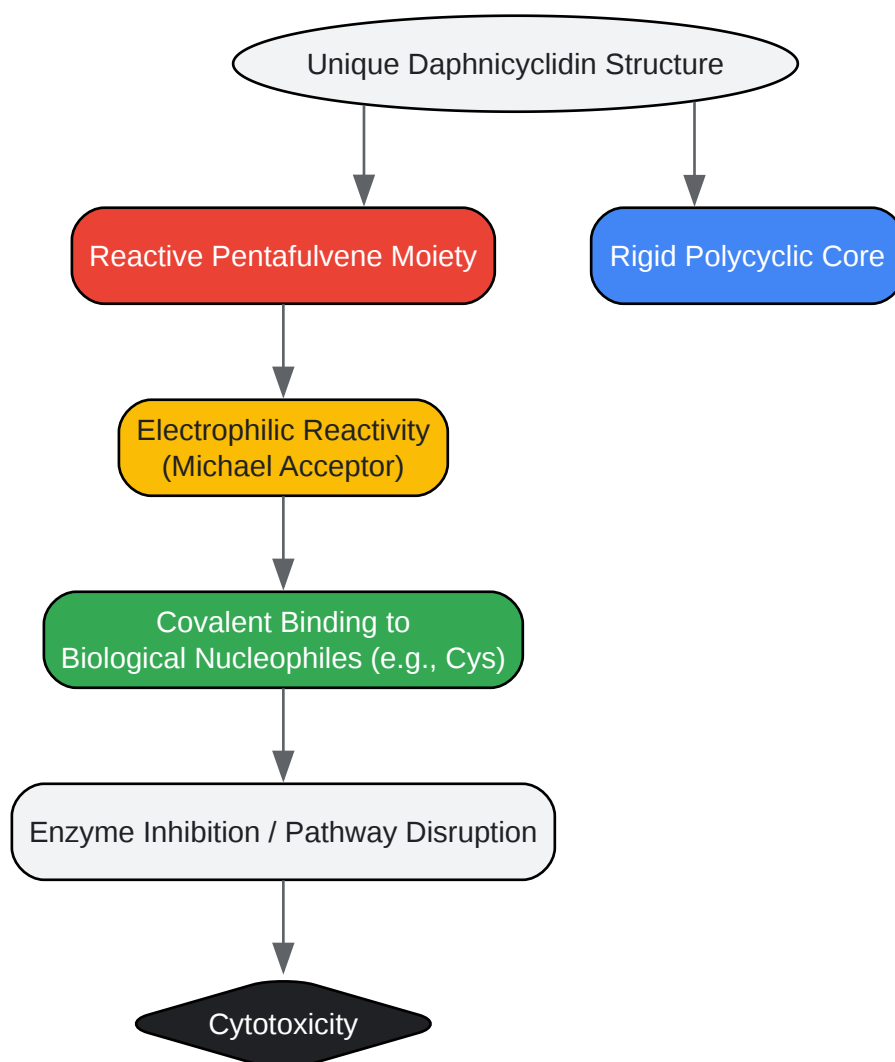 Unique Daphnicyclidin Structure
Reactive Pentafulvene Moiety
Rigid Polycyclic Core
Electrophilic Reactivity
(Michael Acceptor)
Covalent Binding to
Biological Nucleophiles (e.g., Cys)
Enzyme Inhibition / Pathway Disruption
Cytotoxicity